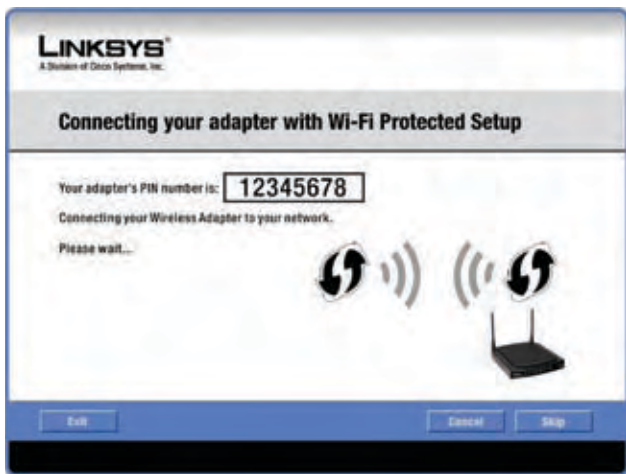 LINKSYS®
A Division of Cisco Systems, Inc.
Connecting your adapter with Wi-Fi Protected Setup
Your adapter's PIN number is: 12345678
Connecting your Wireless Adapter to your network.
Please wait...
Exit Cancel Skip